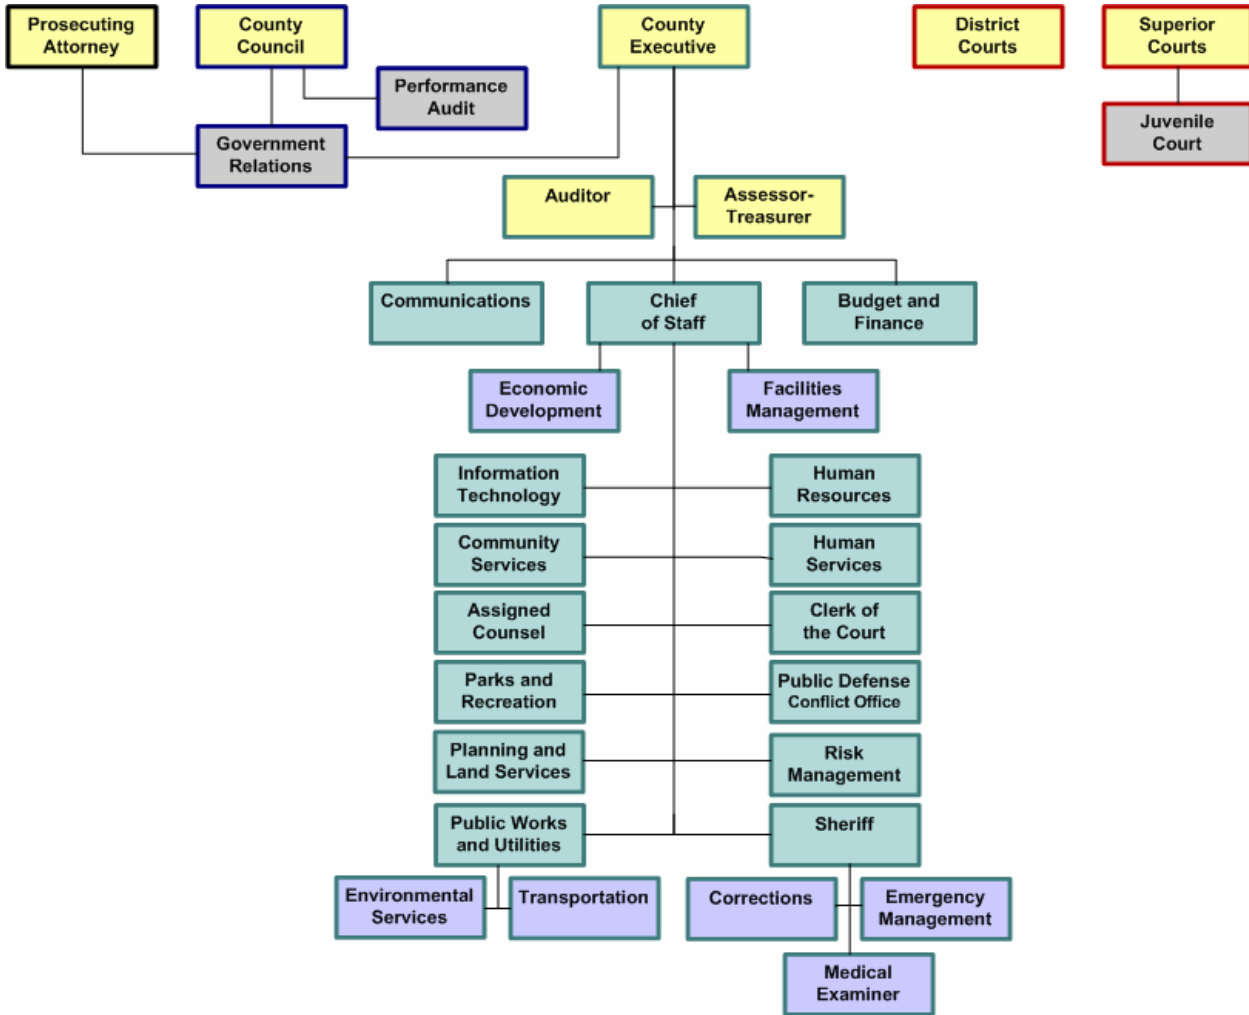 Prosecuting
Attorney
County
Council
County
Executive
District
Courts
Superior
Courts
Performance
Audit
Government
Relations
Juvenile
Court
Auditor
Assessor-
Treasurer
Communications
Chief
of Staff
Budget and
Finance
Economic
Development
Facilities
Management
Information
Technology
Human
Resources
Community
Services
Human
Services
Assigned
Counsel
Clerk of
the Court
Parks and
Recreation
Public Defense
Conflict Office
Planning and
Land Services
Risk
Management
Public Works
and Utilities
Sheriff
Environmental
Services
Transportation
Corrections
Emergency
Management
Medical
Examiner